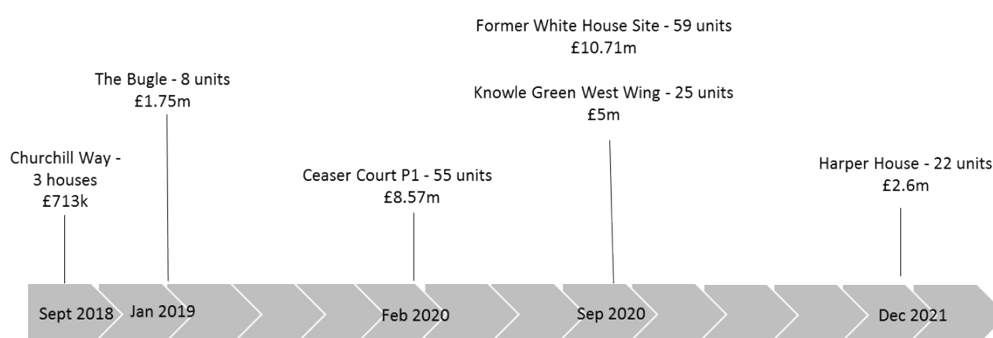 Former White House Site - 59 units
£10.71m
The Bugle - 8 units
£1.75m
Knowle Green West Wing - 25 units
£5m
Churchill Way -
3 houses
£713k
Ceaser Court P1 - 55 units
£8.57m
Harper House - 22 units
£2.6m
Sept 2018
Jan 2019
Feb 2020
Sep 2020
Dec 2021